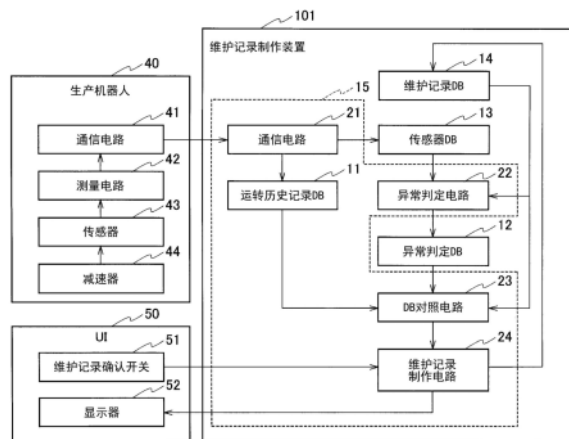 101
维护记录制作装置
14
维护记录DB
40
生产机器人
15
41
通信电路
21
通信电路
13
传感器DB
42
测量电路
11
运转历史记录DB
22
异常判定电路
43
传感器
12
异常判定DB
44
减速器
23
DB对照电路
50
UI
51
维护记录确认开关
24
维护记录
制作电路
52
显示器